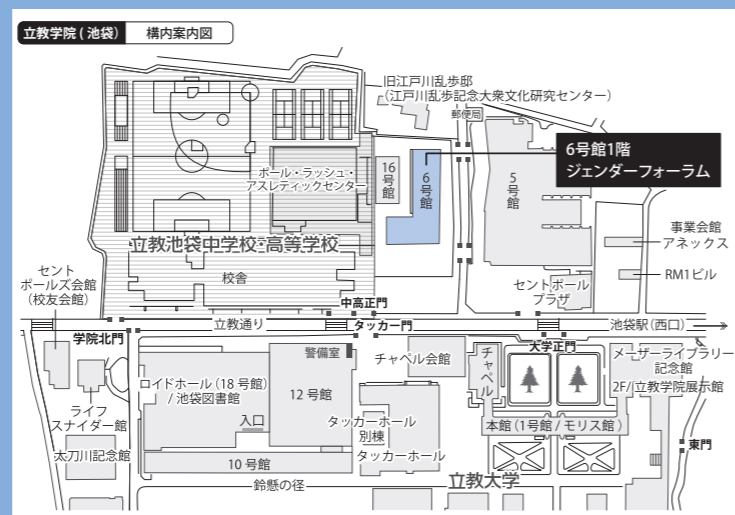 立教学院（池袋）
構内案内図
旧江戸川乱歩邸
（江戸川乱歩記念大衆文化研究センター）
郵便局
6号館1階
ジェンダーフォーラム
ポール・ラッシュ・
アスレティックセンター
16号館
6号館
5号館
立教池袋中学校・高等学校
事業会館
アネックス
RM1ビル
セント
ポールズ会館
（校友会館）
校舎
セントポール
プラザ
中高正門
立教通り
タッカー門
池袋駅（西口）
学院北門
大学正門
警備室
チャペル会館
チャペル
メーザーライブラリー
記念館
2F/立教学院展示館
ロイドホール（18号館）
/池袋図書館
12号館
ライフ
スナイダー館
入口
タッカーホール
別棟
本館（1号館/モリス館）
東門
太刀川記念館
10号館
タッカーホール
鈴懸の径
立教大学